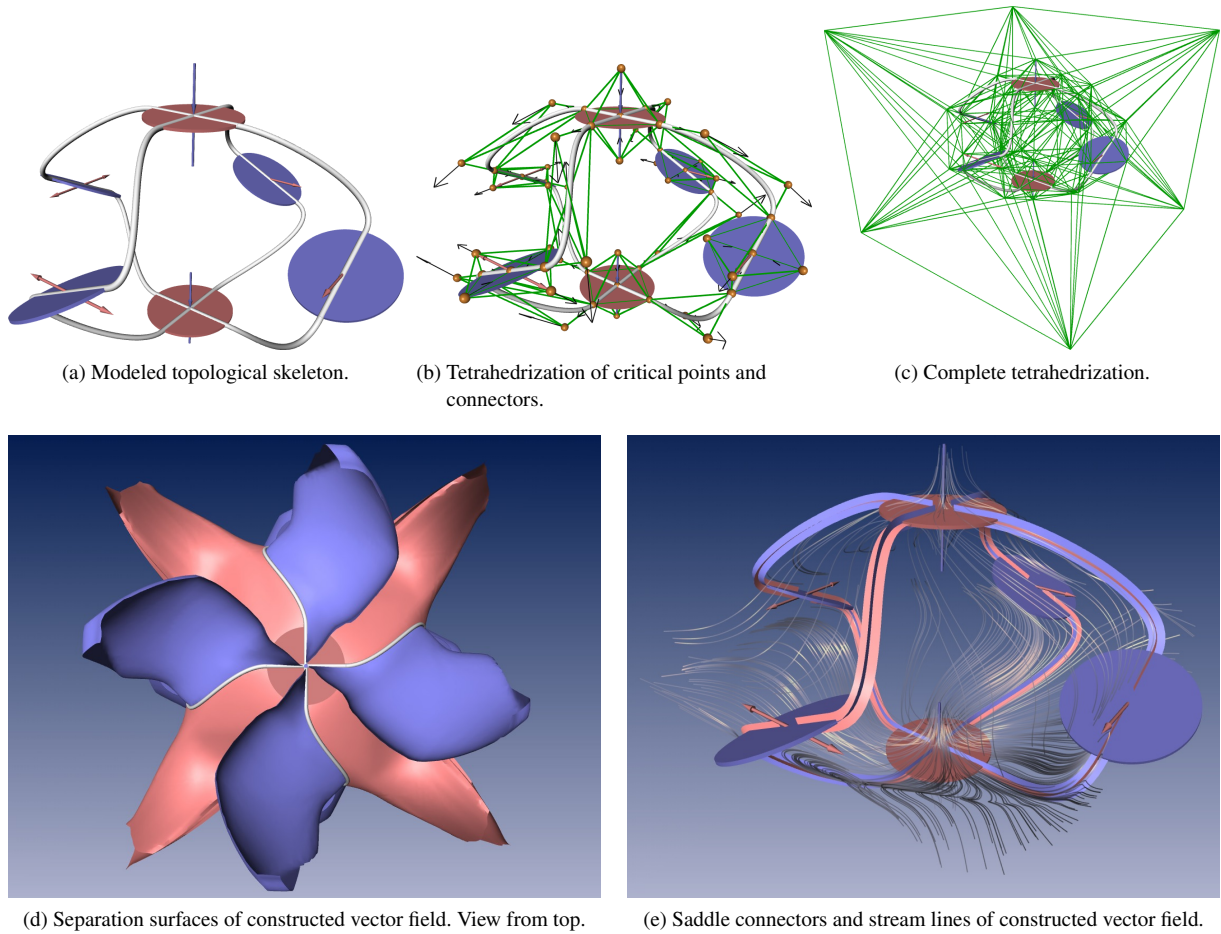 (a) Modeled topological skeleton.
(b) Tetrahedrization of critical points and
connectors.
(c) Complete tetrahedrization.
(d) Separation surfaces of constructed vector field. View from top.
(e) Saddle connectors and stream lines of constructed vector field.